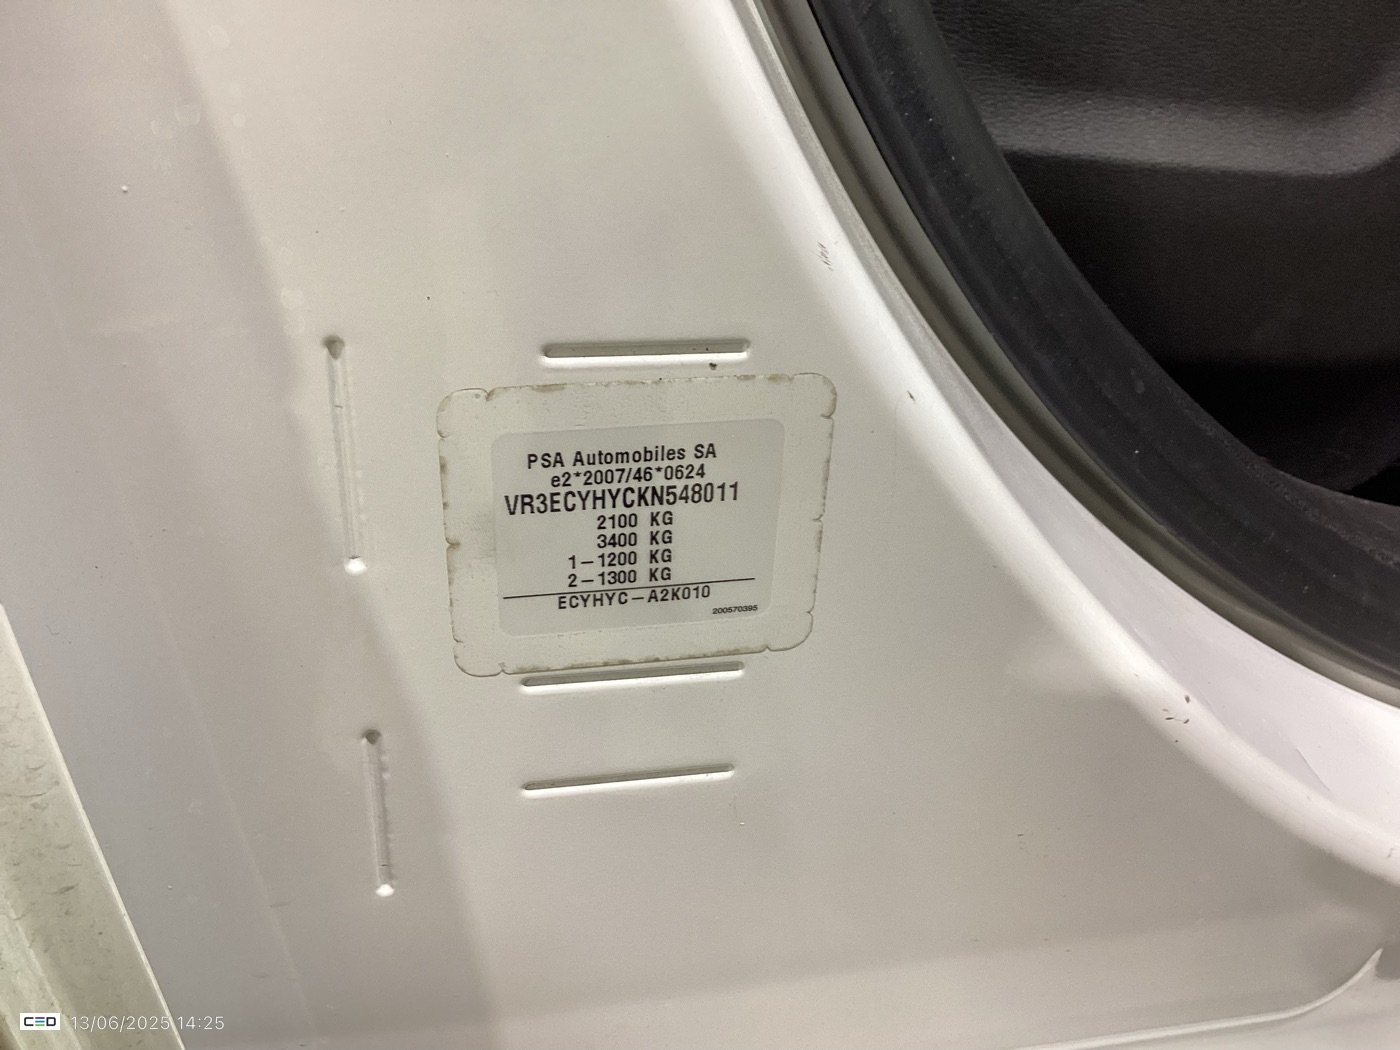 PSA Automobiles SA
e2*2007/46*0624
VR3ECYHYCKN548011
2100 KG
3400 KG
1-1200 KG
2-1300 KG
ECYHYC-A2K010
200570395
CED 13/06/2025 14:25